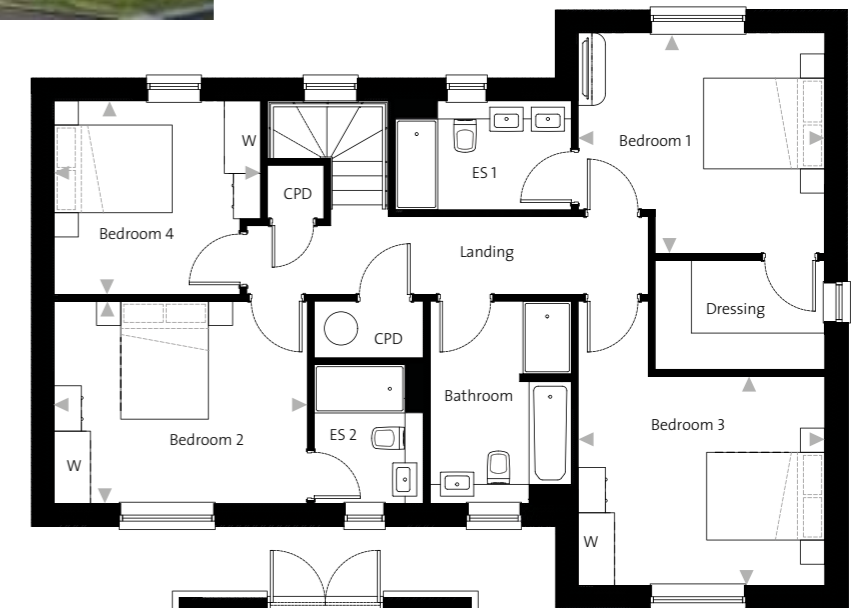 Bedroom 1
W
ES 1
CPD
Bedroom 4
Landing
Dressing
CPD
Bathroom
Bedroom 3
ES 2
Bedroom 2
W
W